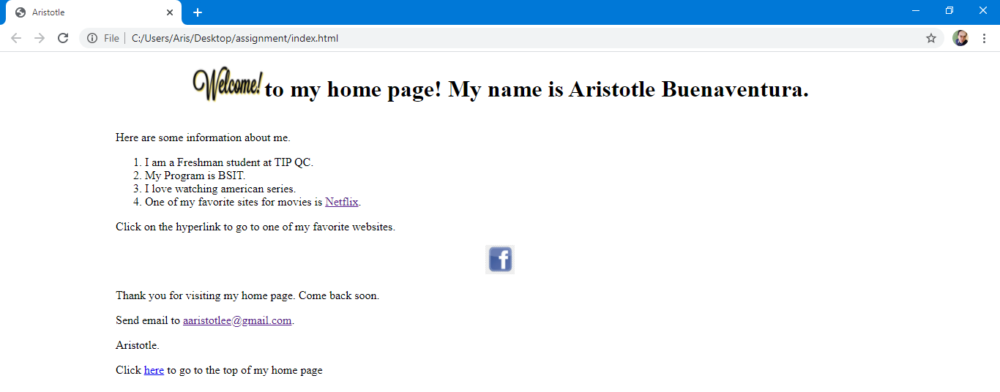 Aristotle
File C:/Users/Aris/Desktop/assignment/index.html
Welcome! to my home page! My name is Aristotle Buenaventura.
Here are some information about me.
1. I am a Freshman student at TIP QC.
2. My Program is BSIT.
3. I love watching american series.
4. One of my favorite sites for movies is Netflix.
Click on the hyperlink to go to one of my favorite websites.
f
Thank you for visiting my home page. Come back soon.
Send email to aaristotlee@gmail.com.
Aristotle.
Click here to go to the top of my home page